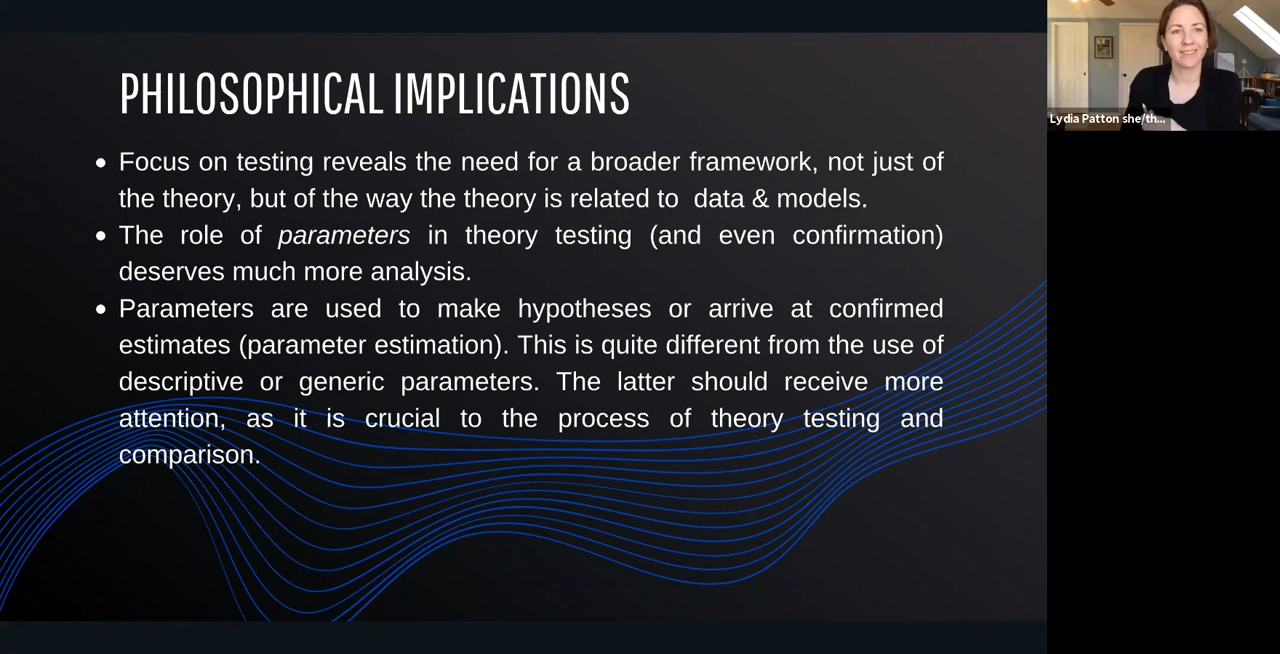 PHILOSOPHICAL IMPLICATIONS
Focus on testing reveals the need for a broader framework, not just of
the theory, but of the way the theory is related to data & models.
The role of parameters in theory testing (and even confirmation)
deserves much more analysis.
Parameters are used to make hypotheses or arrive at confirmed
estimates (parameter estimation). This is quite different from the use of
descriptive or generic parameters. The latter should receive more
attention, as it is crucial to the process of theory testing and
comparison.
Lydia Patton she/th...